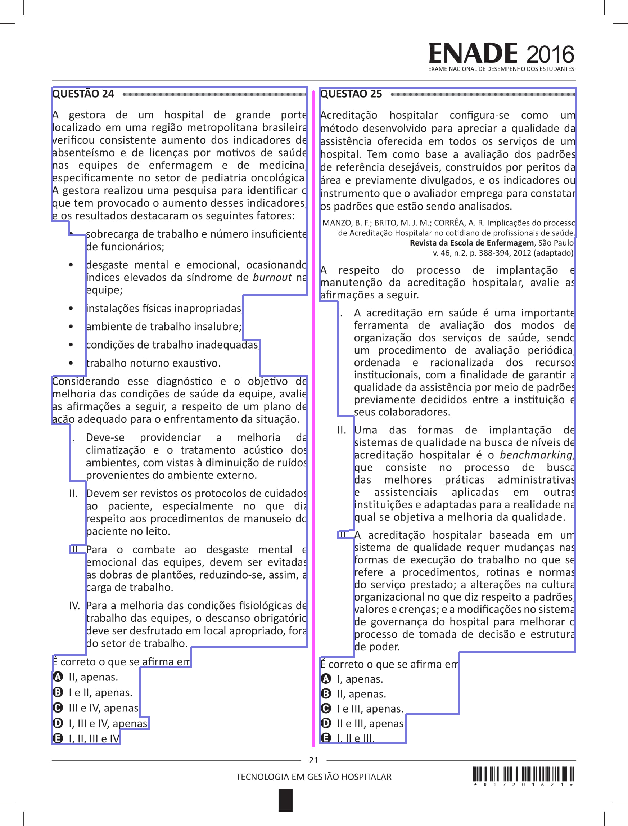 ENADE 2016
EXAME NACIONAL DE DESEMPENHO DOS ESTUDANTES
QUESTÃO 24
A gestora de um hospital de grande porte
localizado em uma região metropolitana brasileira
verificou consistente aumento dos indicadores de
absenteísmo e de licenças por motivos de saúde
nas equipes de enfermagem e de medicina,
especificamente no setor de pediatria oncológica.
A gestora realizou uma pesquisa para identificar o
que tem provocado o aumento desses indicadores,
e os resultados destacaram os seguintes fatores:
• sobrecarga de trabalho e número insuficiente
de funcionários;
• desgaste mental e emocional, ocasionando
índices elevados da síndrome de burnout na
equipe;
• instalações físicas inapropriadas;
• ambiente de trabalho insalubre;
• condições de trabalho inadequadas;
• trabalho noturno exaustivo.
Considerando esse diagnóstico e o objetivo de
melhoria das condições de saúde da equipe, avalie
as afirmações a seguir, a respeito de um plano de
ação adequado para o enfrentamento da situação.
I. Deve-se providenciar a melhoria da
climatização e o tratamento acústico dos
ambientes, com vistas à diminuição de ruídos
provenientes do ambiente externo.
II. Devem ser revistos os protocolos de cuidados
ao paciente, especialmente no que diz
respeito aos procedimentos de manuseio do
paciente no leito.
III. Para o combate ao desgaste mental e
emocional das equipes, devem ser evitadas
as dobras de plantões, reduzindo-se, assim, a
carga de trabalho.
IV. Para a melhoria das condições fisiológicas de
trabalho das equipes, o descanso obrigatório
deve ser desfrutado em local apropriado, fora
do setor de trabalho.
É correto o que se afirma em
A II, apenas.
B I e II, apenas.
C III e IV, apenas.
D I, III e IV, apenas.
E I, II, III e IV.
QUESTÃO 25
Acreditação hospitalar configura-se como um
método desenvolvido para apreciar a qualidade da
assistência oferecida em todos os serviços de um
hospital. Tem como base a avaliação dos padrões
de referência desejáveis, construídos por peritos da
área e previamente divulgados, e os indicadores ou
instrumento que o avaliador emprega para constatar
os padrões que estão sendo analisados.
MANZO, B. F.; BRITO, M. J. M.; CORRÊA, A. R. Implicações do processo
de Acreditação Hospitalar no cotidiano de profissionais de saúde.
Revista da Escola de Enfermagem, São Paulo,
v. 46, n.2, p. 388-394, 2012 (adaptado).
A respeito do processo de implantação e
manutenção da acreditação hospitalar, avalie as
afirmações a seguir.
I. A acreditação em saúde é uma importante
ferramenta de avaliação dos modos de
organização dos serviços de saúde, sendo
um procedimento de avaliação periódica,
ordenada e racionalizada dos recursos
institucionais, com a finalidade de garantir a
qualidade da assistência por meio de padrões
previamente decididos entre a instituição e
seus colaboradores.
II. Uma das formas de implantação de
sistemas de qualidade na busca de níveis de
acreditação hospitalar é o benchmarking,
que consiste no processo de busca
das melhores práticas administrativas
e assistenciais aplicadas em outras
instituições e adaptadas para a realidade na
qual se objetiva a melhoria da qualidade.
III. A acreditação hospitalar baseada em um
sistema de qualidade requer mudanças nas
formas de execução do trabalho no que se
refere a procedimentos, rotinas e normas
do serviço prestado; a alterações na cultura
organizacional no que diz respeito a padrões,
valores e crenças; e a modificações no sistema
de governança do hospital para melhorar o
processo de tomada de decisão e estrutura
de poder.
É correto o que se afirma em
A I, apenas.
B II, apenas.
C I e III, apenas.
D II e III, apenas.
E I, II e III.
21
TECNOLOGIA EM GESTÃO HOSPITALAR